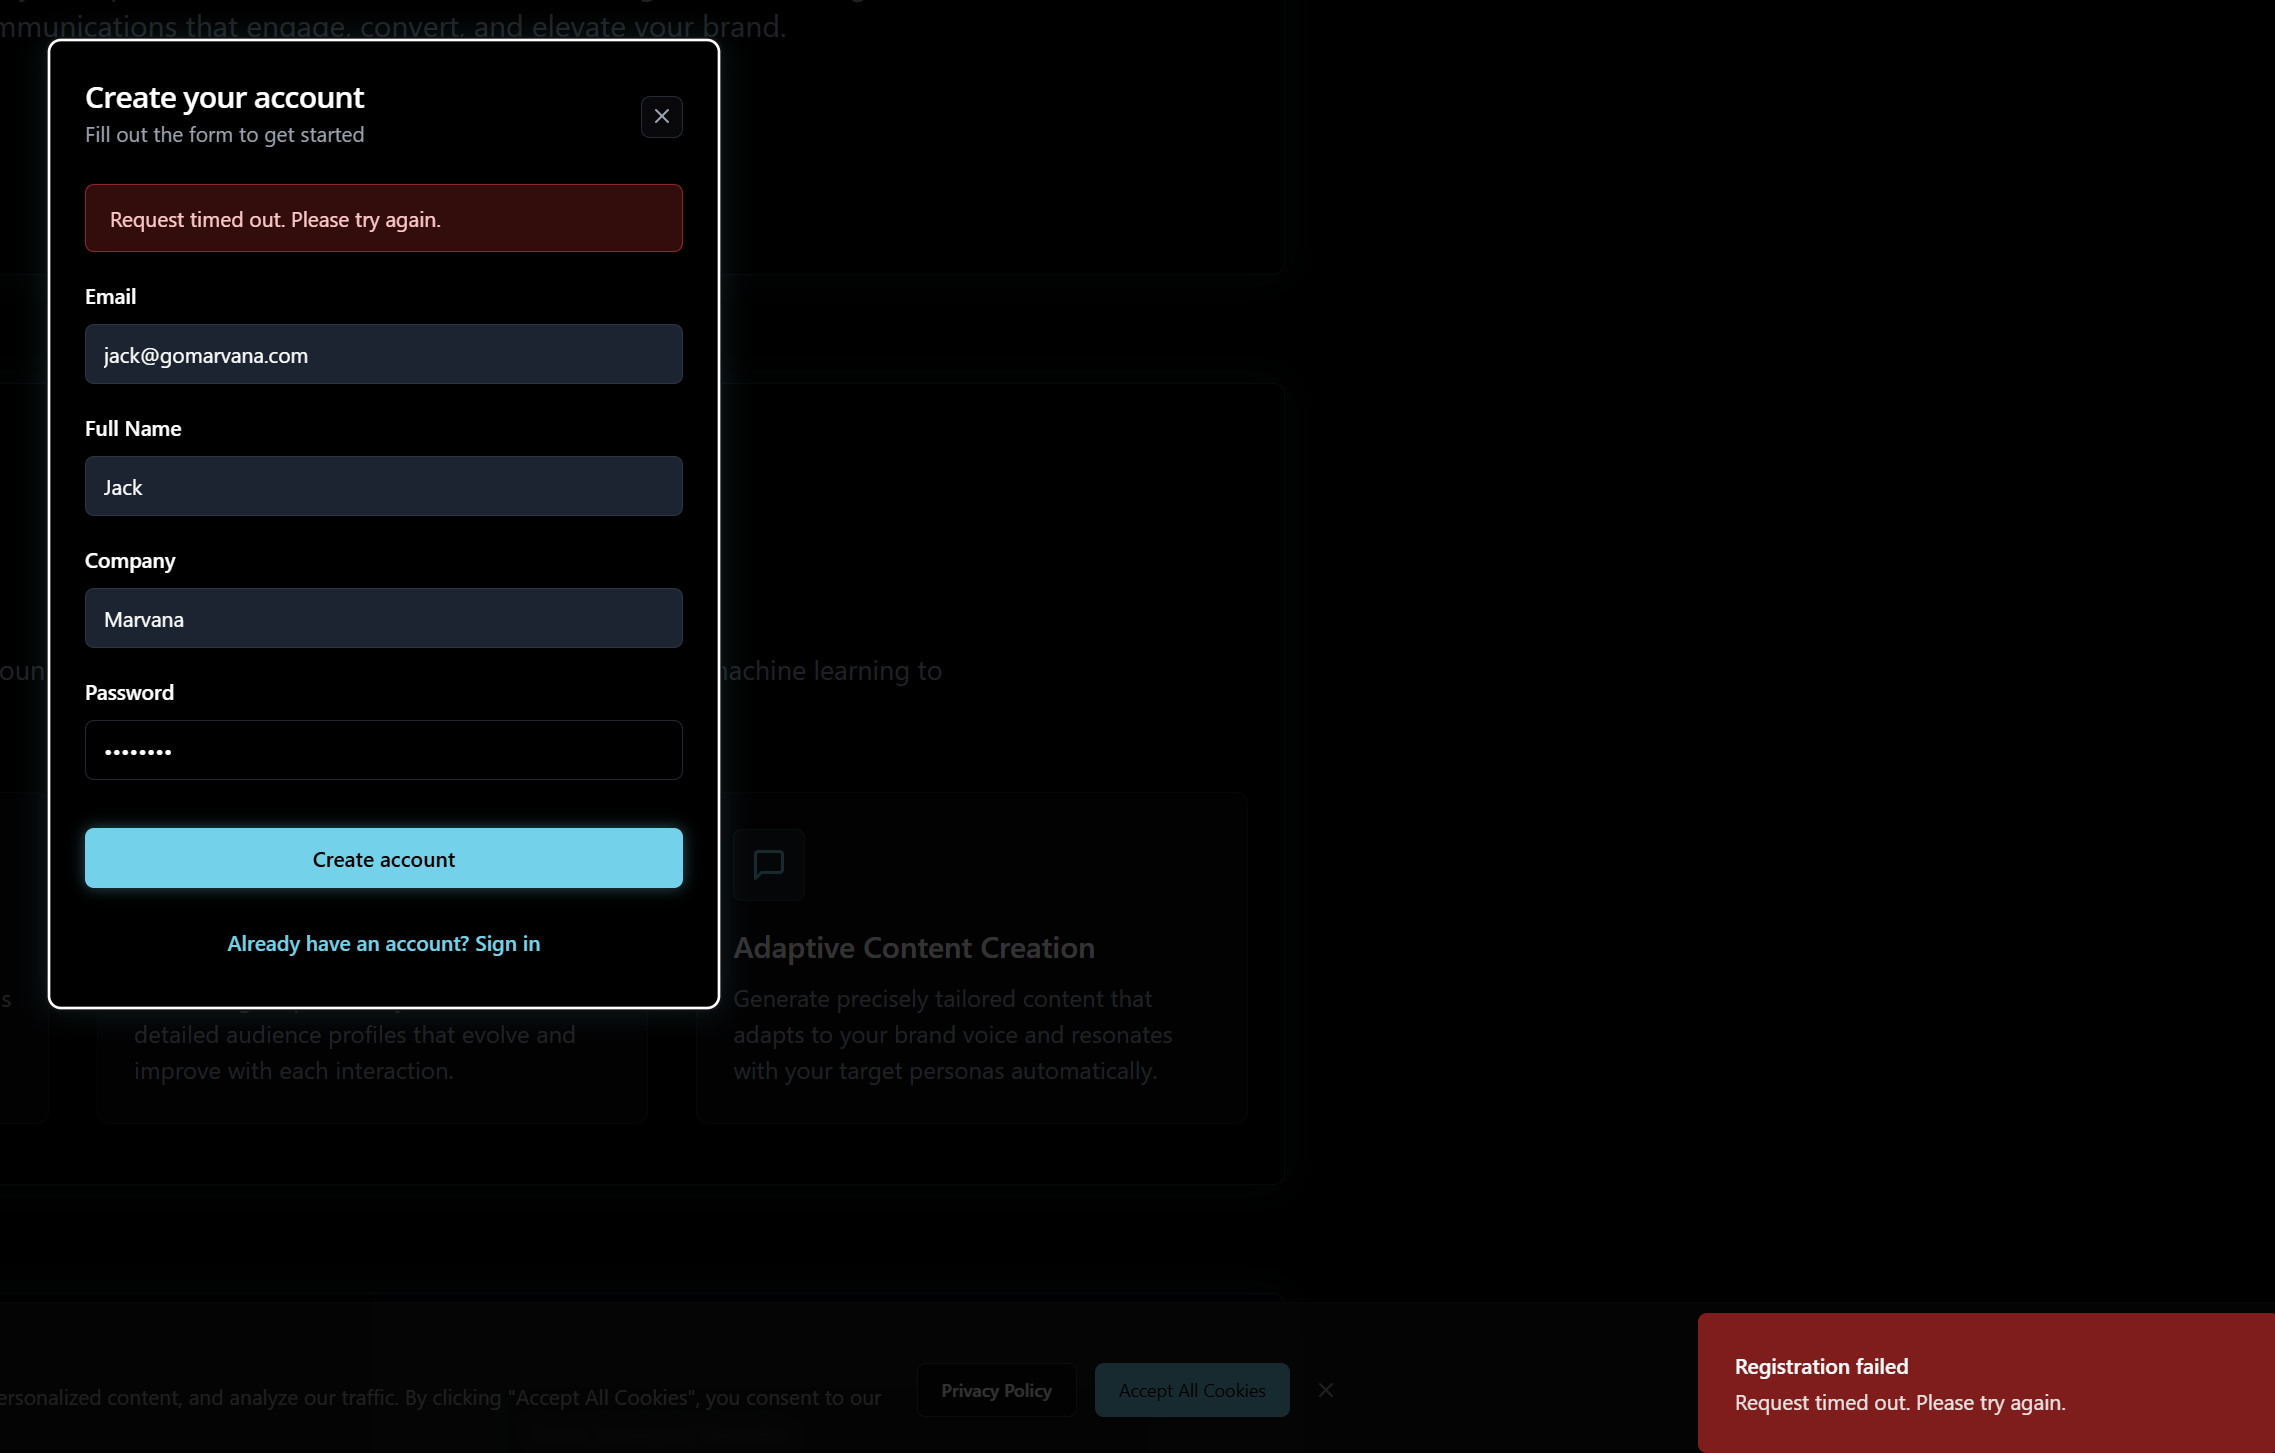 mmunications that engage, convert, and elevate your brand.
Create your account
Fill out the form to get started
Request timed out. Please try again.
Email
jack@gomarvana.com
Full Name
Jack
Company
Marvana
machine learning to
Password
••••••••
Create account
Already have an account? Sign in
Adaptive Content Creation
s
Generate precisely tailored content that
detailed audience profiles that evolve and
adapts to your brand voice and resonates
improve with each interaction.
with your target personas automatically.
ersonalized content, and analyze our traffic. By clicking "Accept All Cookies", you consent to our
Privacy Policy
Accept All Cookies
Registration failed
Request timed out. Please try again.